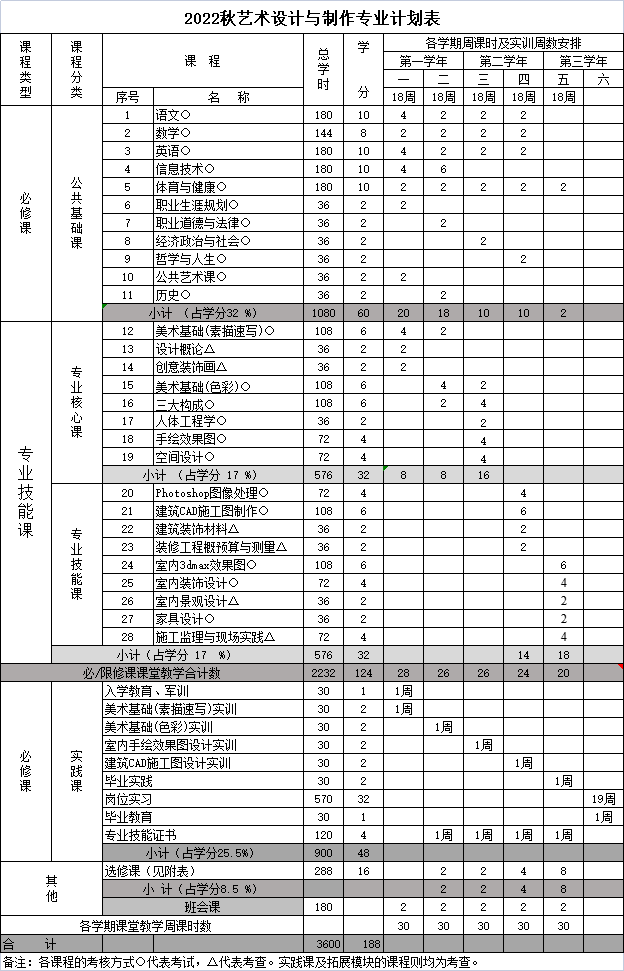 2022秋艺术设计与制作专业计划表
课程类型 课程分类 课 程 总学时 学分 各学期周课时及实训周数安排
第一学年 第二学年 第三学年
一 二 三 四 五 六
序号 名 称 18周 18周 18周 18周 18周
必修课 公共基础课
1 语文○ 180 10 4 2 2 2
2 数学○ 144 8 2 2 2 2
3 英语○ 180 10 4 2 2 2
4 信息技术○ 180 10 4 6
5 体育与健康○ 180 10 2 2 2 2 2
6 职业生涯规划○ 36 2 2
7 职业道德与法律○ 36 2 2
8 经济政治与社会○ 36 2 2
9 哲学与人生○ 36 2 2
10 公共艺术课○ 36 2 2
11 历史○ 36 2 2
小计 （占学分32 %） 1080 60 20 18 10 10 2
专业技能课 专业核心课
12 美术基础(素描速写)○ 108 6 4 2
13 设计概论△ 36 2 2
14 创意装饰画△ 36 2 2
15 美术基础(色彩)○ 108 6 4 2
16 三大构成○ 108 6 2 4
17 人体工程学○ 36 2 2
18 手绘效果图○ 72 4 4
19 空间设计○ 72 4 4
小计 （占学分 17 %） 576 32 8 8 16
专业技能课
20 Photoshop图像处理○ 72 4 4
21 建筑CAD施工图制作○ 108 6 6
22 建筑装饰材料△ 36 2 2
23 装修工程概预算与测量△ 36 2 2
24 室内3dmax效果图○ 108 6 6
25 室内装饰设计○ 72 4 4
26 室内景观设计△ 36 2 2
27 家具设计○ 36 2 2
28 施工监理与现场实践△ 72 4 4
小计（占学分 17 %） 576 32 14 18
必/限修课课堂教学合计数 2232 124 28 26 26 24 20
必修课 实践课
入学教育、军训 30 1 1周
美术基础(素描速写)实训 30 2 1周
美术基础(色彩)实训 30 2 1周
室内手绘效果图设计实训 30 2 1周
建筑CAD施工图设计实训 30 2 1周
毕业实践 30 2 1周
岗位实习 570 32 19周
毕业教育 30 1 1周
专业技能证书 120 4 1周 1周 1周 1周
小计（占学分25.5%） 900 48
其他
选修课（见附表） 288 16 2 2 4 8
小 计（占学分8.5 %） 2 2 4 8
班会课 180 2 2 2 2 2
各学期课堂教学周课时数 30 30 30 30 30
合 计 3600 188
备注：各课程的考核方式○代表考试，△代表考查。实践课及拓展模块的课程则均为考查。